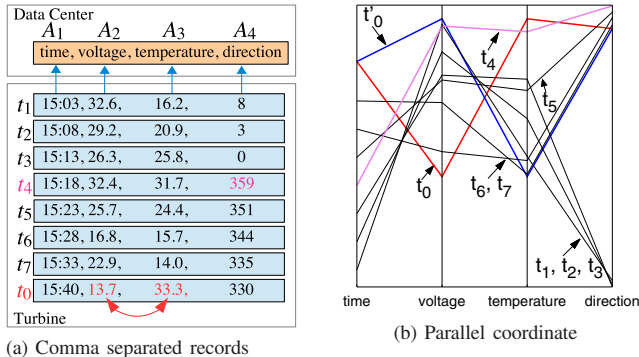 Data Center
A1 A2 A3 A4
time, voltage, temperature, direction
t1 15:03, 32.6, 16.2, 8
t2 15:08, 29.2, 20.9, 3
t3 15:13, 26.3, 25.8, 0
t4 15:18, 32.4, 31.7, 359
t5 15:23, 25.7, 24.4, 351
t6 15:28, 16.8, 15.7, 344
t7 15:33, 22.9, 14.0, 335
t0 15:40, 13.7, 33.3, 330
Turbine
(a) Comma separated records
t'0
t4
t5
t0
t6, t7
t1, t2, t3
time voltage temperature direction
(b) Parallel coordinate